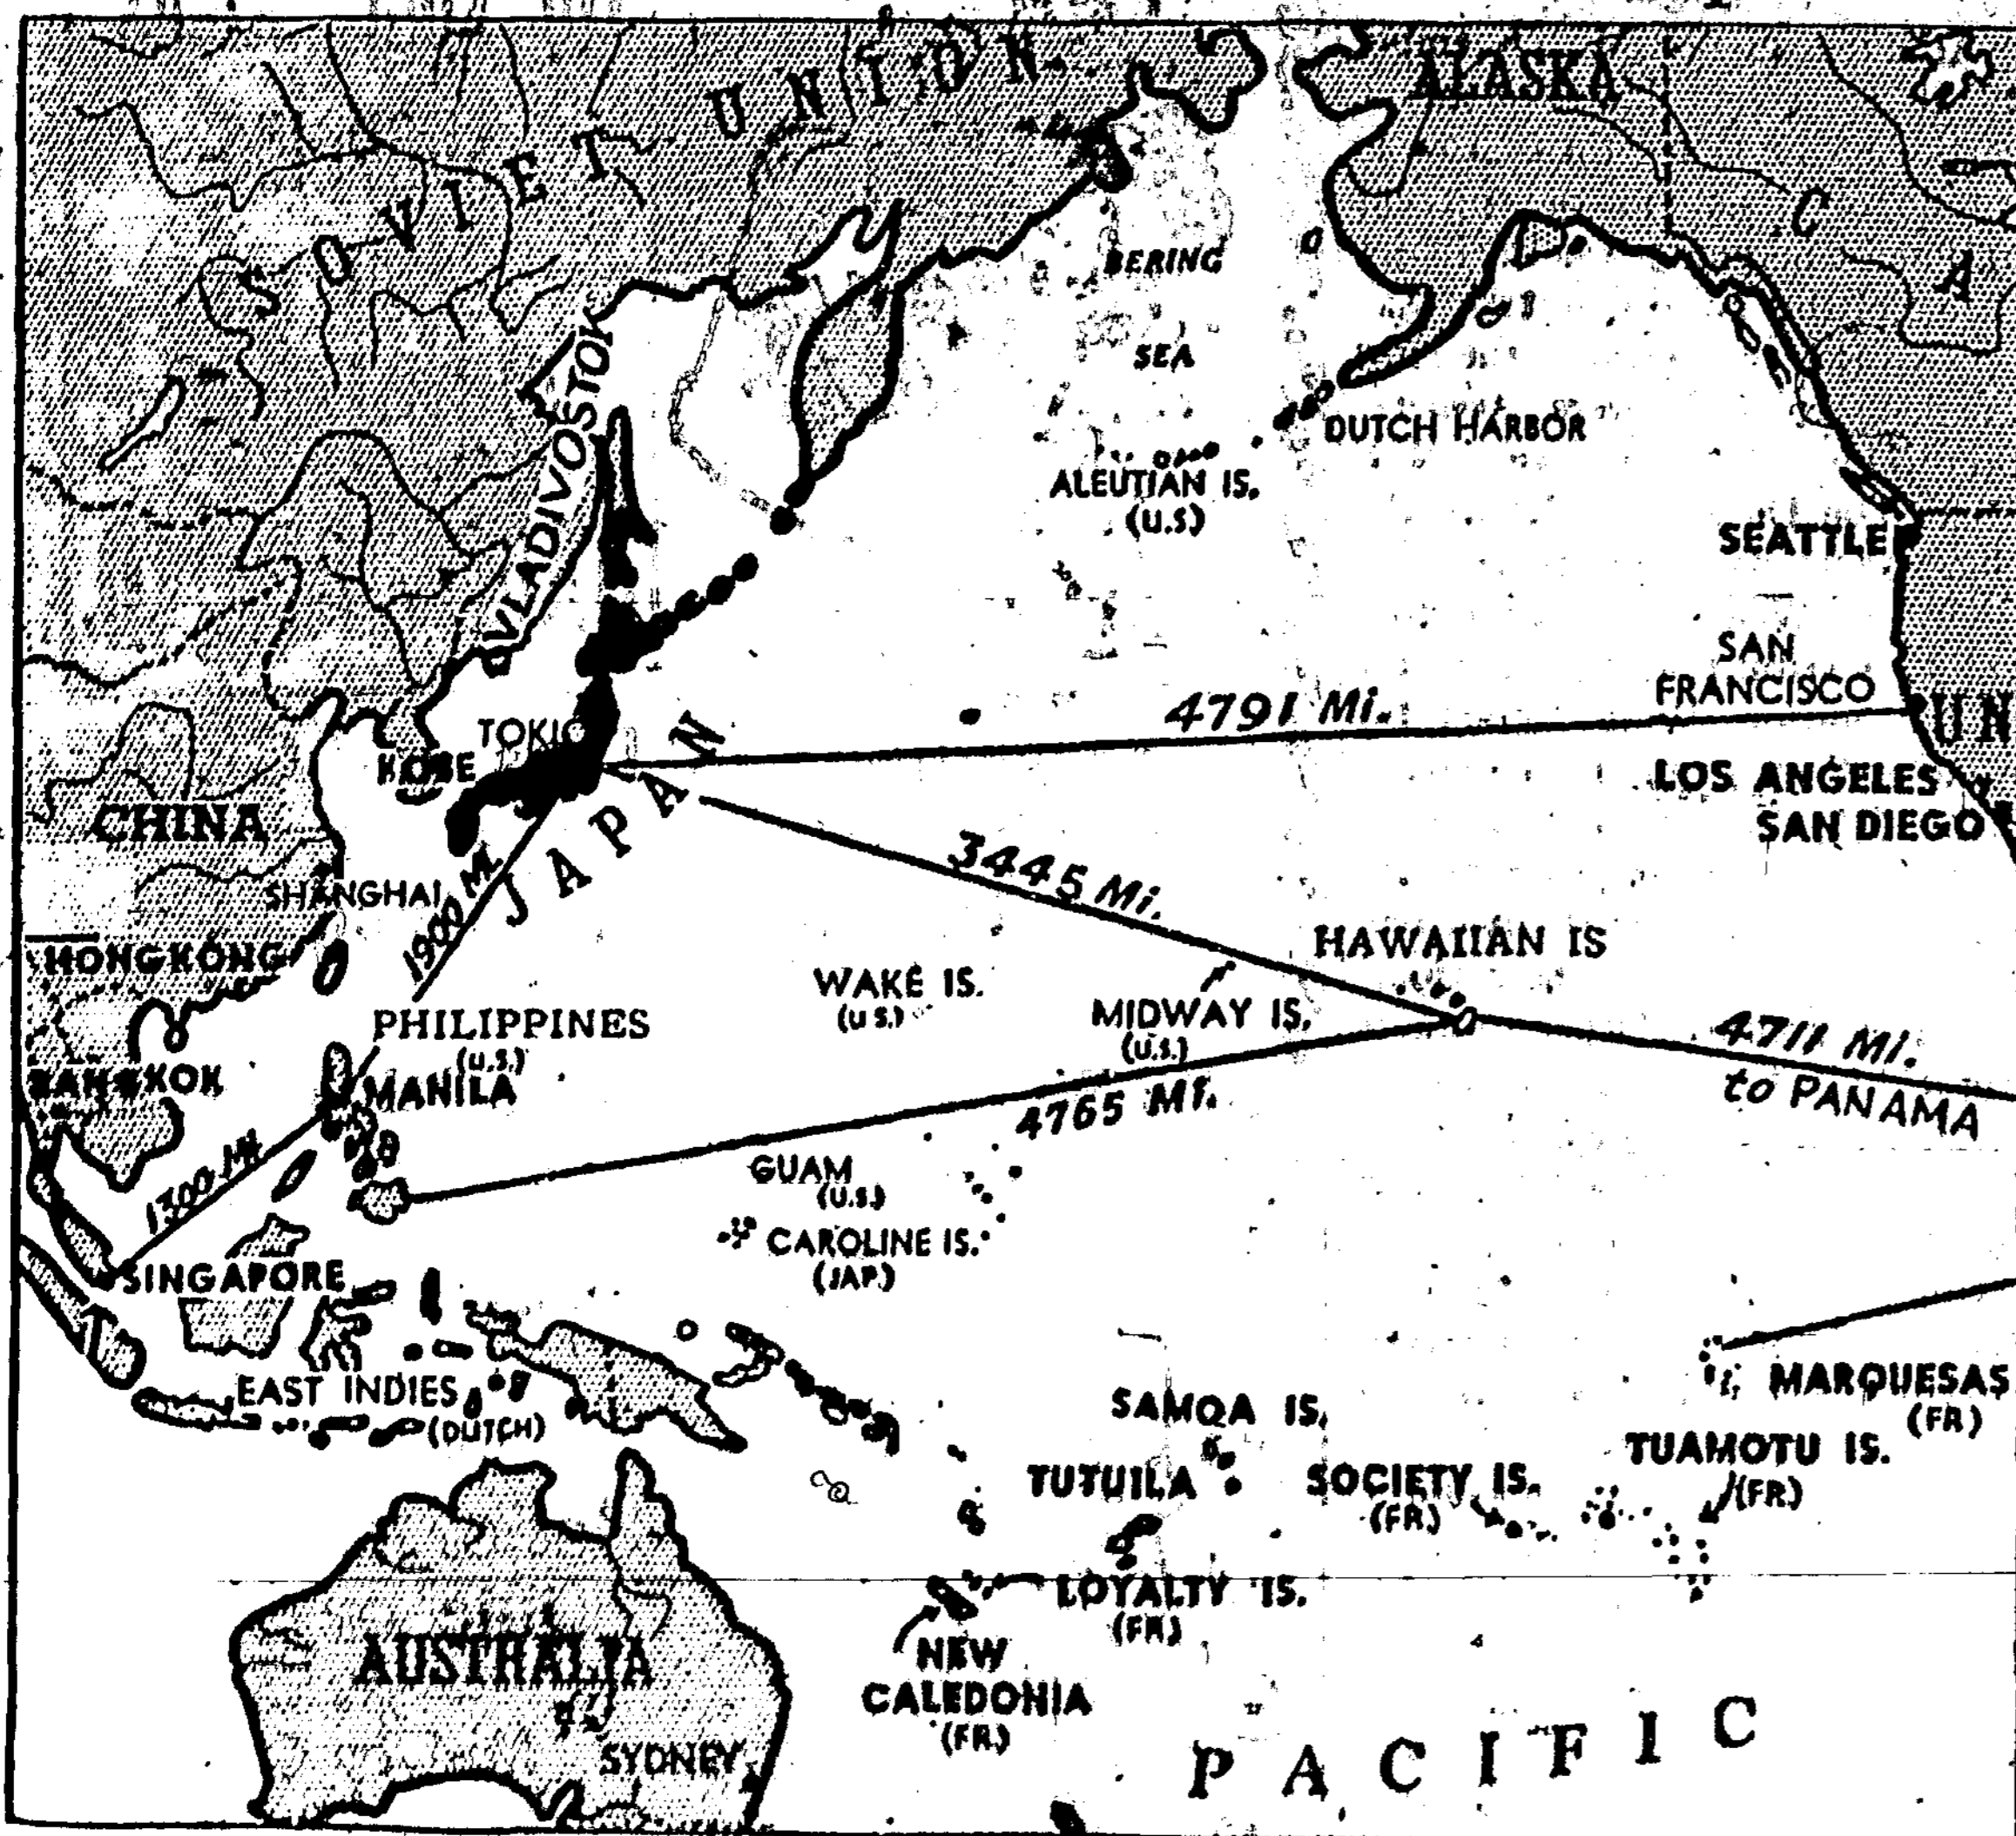 SOVIET UNION
ALASKA
C
A
BERING
SEA
VLADIVOSTOK
DUTCH HARBOR
ALEUTIAN IS.
(U.S)
SEATTLE
SAN
FRANCISCO
4791 Mi.
UN
TOKIO
KOBE
JAPAN
LOS ANGELES
SAN DIEGO
CHINA
3445 Mi.
SHANGHAI
1900 Mi.
HONGKONG
HAWAIIAN IS
WAKE IS.
(U S.)
MIDWAY IS.
(U.S.)
PHILIPPINES
(U.S.)
4711 Mi.
to PANAMA
BANGKOK
MANILA
4765 Mi.
1300 Mi.
GUAM
(U.S.)
CAROLINE IS.
(JAP.)
SINGAPORE
MARQUESAS
(FR)
EAST INDIES
(DUTCH)
SAMOA IS.
TUAMOTU IS.
(FR)
TUTUILA
SOCIETY IS.
(FR.)
LOYALTY IS.
(FR)
AUSTRALIA
NEW
CALEDONIA
(FR.)
SYDNEY
PACIFIC